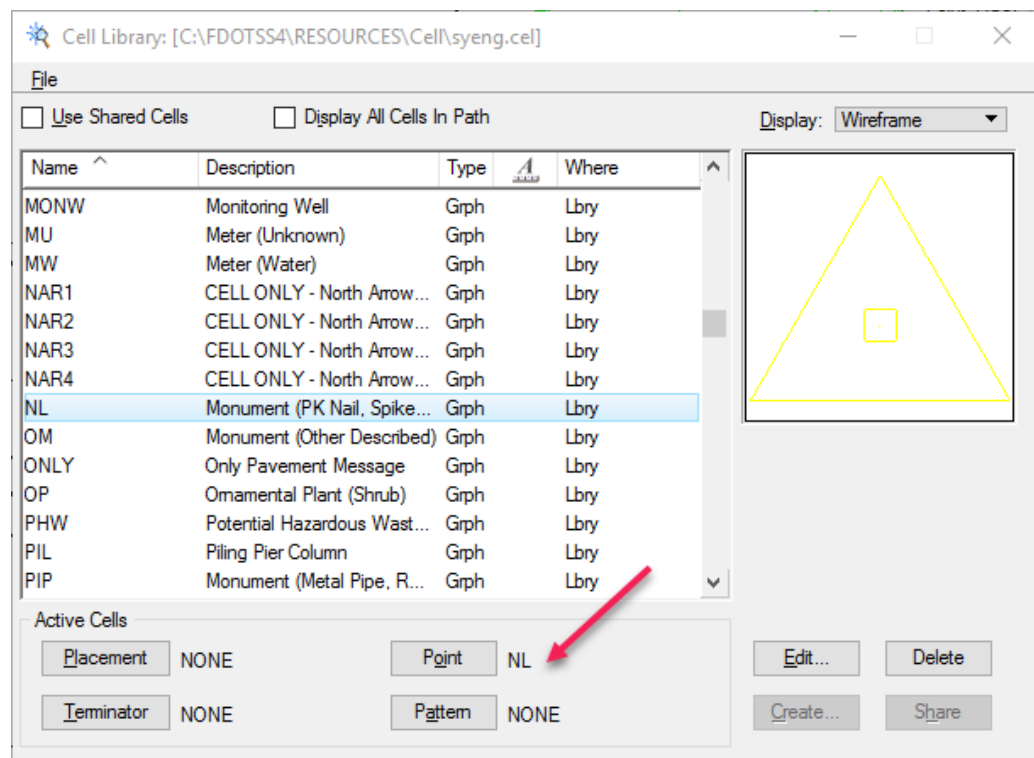 Cell Library: [C:\FDOTSS4\RESOURCES\Cell\syeng.cel]
File
Use Shared Cells Display All Cells In Path Display: Wireframe
Name Description Type A Where
MONW Monitoring Well Grph Lbry
MU Meter (Unknown) Grph Lbry
MW Meter (Water) Grph Lbry
NAR1 CELL ONLY - North Arrow... Grph Lbry
NAR2 CELL ONLY - North Arrow... Grph Lbry
NAR3 CELL ONLY - North Arrow... Grph Lbry
NAR4 CELL ONLY - North Arrow... Grph Lbry
NL Monument (PK Nail, Spike... Grph Lbry
OM Monument (Other Described) Grph Lbry
ONLY Only Pavement Message Grph Lbry
OP Ornamental Plant (Shrub) Grph Lbry
PHW Potential Hazardous Wast... Grph Lbry
PIL Piling Pier Column Grph Lbry
PIP Monument (Metal Pipe, R... Grph Lbry
Active Cells
Placement NONE Point NL Edit... Delete
Terminator NONE Pattern NONE Create... Share